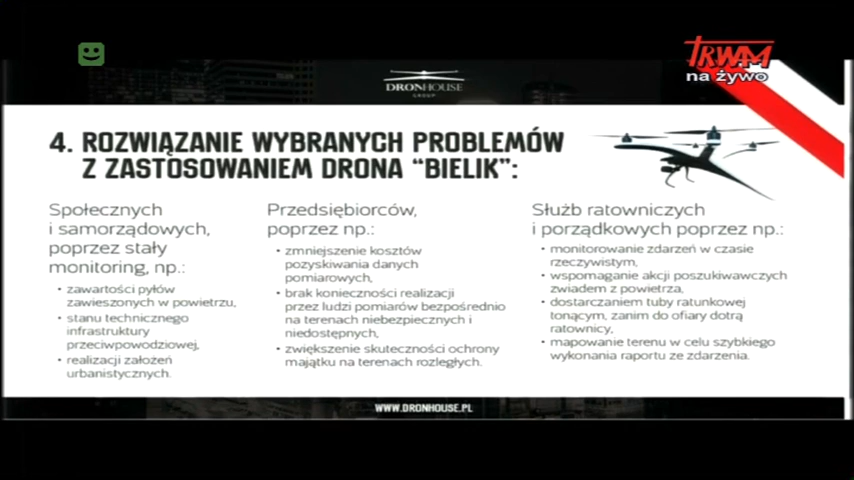 TRWAM
na żywo
DRONHOUSE
GROUP
4. ROZWIĄZANIE WYBRANYCH PROBLEMÓW
Z ZASTOSOWANIEM DRONA “BIELIK”:
Społecznych
i samorządowych,
poprzez stały
monitoring, np.:
• zawartości pyłów
zawieszonych w powietrzu,
• stanu technicznego
infrastruktury
przeciwpowodziowej,
• realizacji założeń
urbanistycznych.
Przedsiębiorców,
poprzez np.:
• zmniejszenie kosztów
pozyskiwania danych
pomiarowych,
• brak konieczności realizacji
przez ludzi pomiarów bezpośrednio
na terenach niebezpiecznych i
niedostępnych,
• zwiększenie skuteczności ochrony
majątku na terenach rozległych.
Służb ratowniczych
i porządkowych poprzez np.:
• monitorowanie zdarzeń w czasie
rzeczywistym,
• wspomaganie akcji poszukiwawczych
zwiadem z powietrza,
• dostarczaniem tuby ratunkowej
tonącym, zanim do ofiary dotrą
ratownicy,
• mapowanie terenu w celu szybkiego
wykonania raportu ze zdarzenia.
WWW.DRONHOUSE.PL